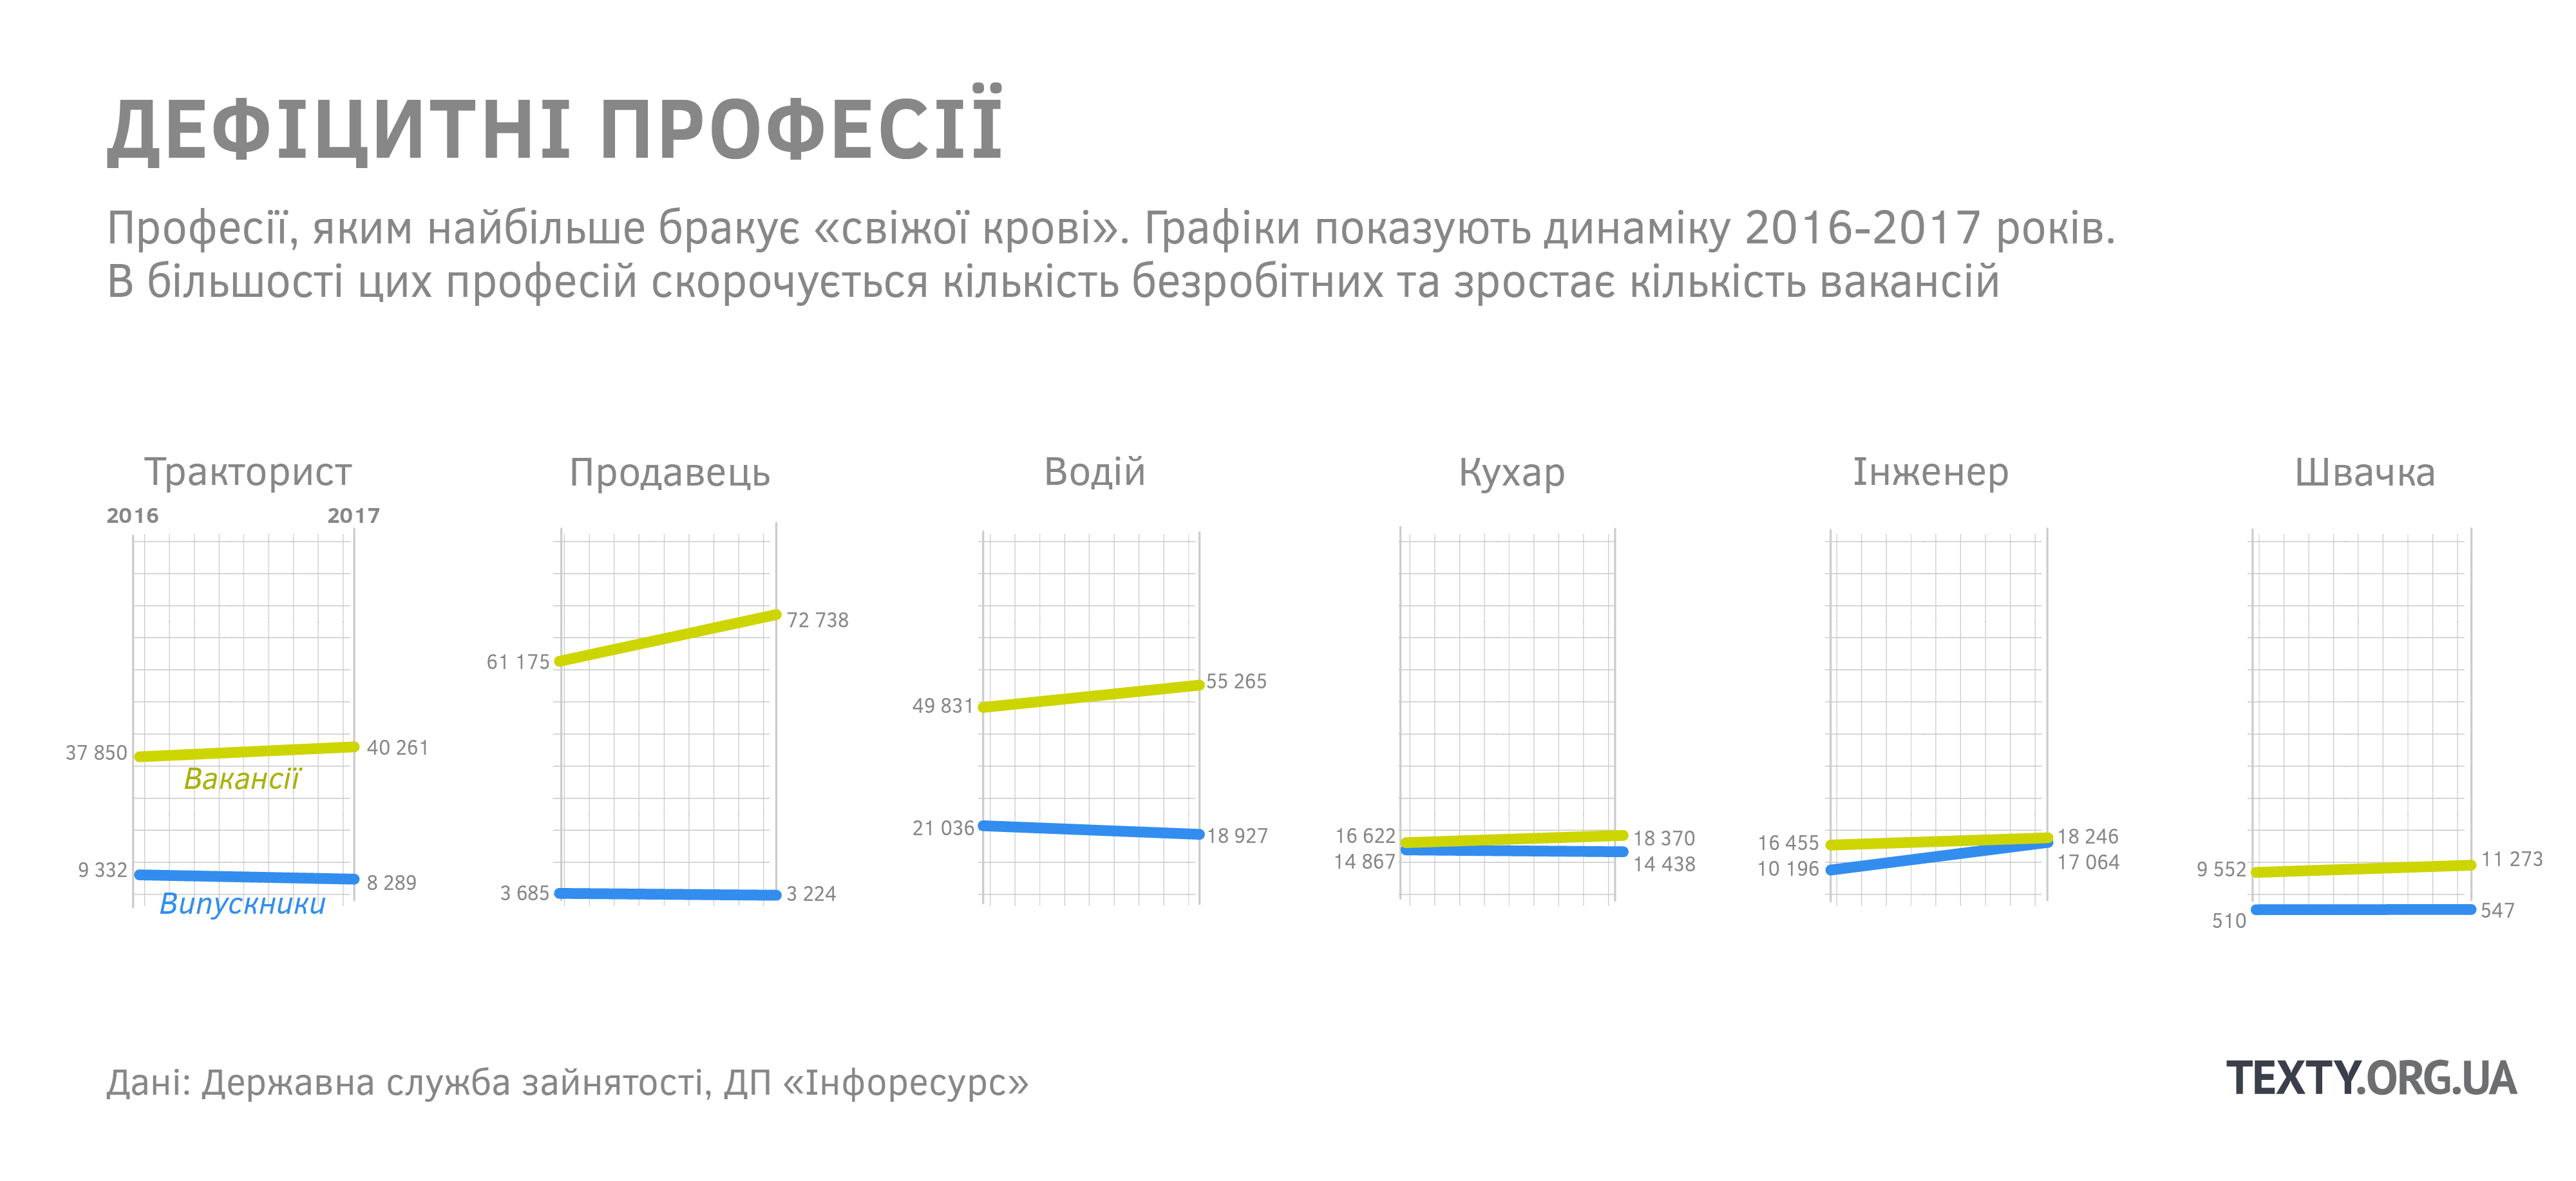 ДЕФІЦИТНІ ПРОФЕСІЇ
Професії, яким найбільше бракує «свіжої крові». Графіки показують динаміку 2016-2017 років.
В більшості цих професій скорочується кількість безробітних та зростає кількість вакансій
Тракторист
2016 2017
37 850 40 261
Вакансії
9 332 8 289
Випускники
Продавець
61 175 72 738
3 685 3 224
Водій
49 831 55 265
21 036 18 927
Кухар
16 622 18 370
14 867 14 438
Інженер
16 455 18 246
10 196 17 064
Швачка
9 552 11 273
510 547
Дані: Державна служба зайнятості, ДП «Інфоресурс»
TEXTY.ORG.UA